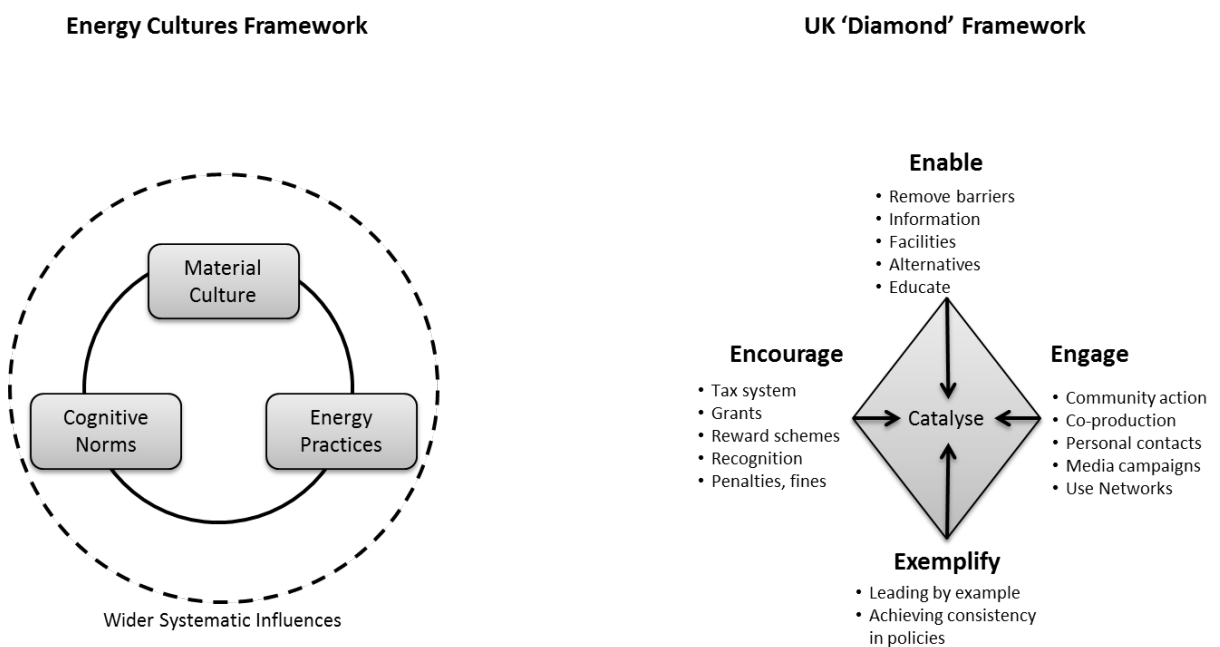 Energy Cultures Framework
Material
Culture
Cognitive
Norms
Energy
Practices
Wider Systematic Influences
UK ‘Diamond’ Framework
Enable
• Remove barriers
• Information
• Facilities
• Alternatives
• Educate
Encourage
• Tax system
• Grants
• Reward schemes
• Recognition
• Penalties, fines
Catalyse
Engage
• Community action
• Co-production
• Personal contacts
• Media campaigns
• Use Networks
Exemplify
• Leading by example
• Achieving consistency
in policies